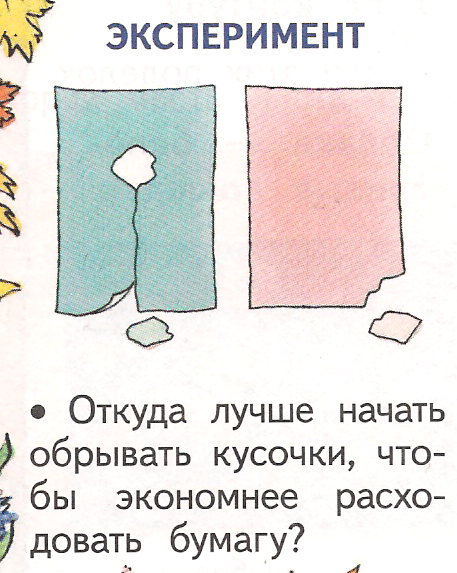 ЭКСПЕРИМЕНТ
• Откуда лучше начать
обрывать кусочки, что-
бы экономнее расхо-
довать бумагу?